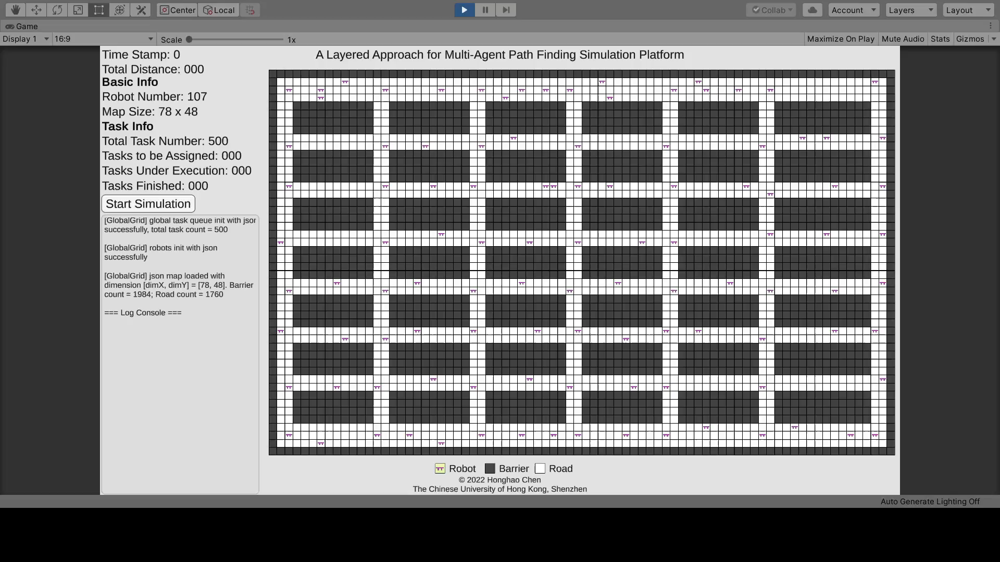 Center
Local
Collab
Account
Layers
Layout
Game
Display 1
16:9
Scale
1x
Maximize On Play
Mute Audio
Stats
Gizmos
Time Stamp: 0
A Layered Approach for Multi-Agent Path Finding Simulation Platform
Total Distance: 000
Basic Info
Robot Number: 107
Map Size: 78 x 48
Task Info
Total Task Number: 500
Tasks to be Assigned: 000
Tasks Under Execution: 000
Tasks Finished: 000
Start Simulation
[GlobalGrid] global task queue init with json
successfully, total task count = 500
[GlobalGrid] robots init with json
successfully
[GlobalGrid] json map loaded with
dimension [dimX, dimY] = [78, 48]. Barrier
count = 1984; Road count = 1760
=== Log Console ===
Robot
Barrier
Road
© 2022 Honghao Chen
The Chinese University of Hong Kong, Shenzhen
Auto Generate Lighting Off